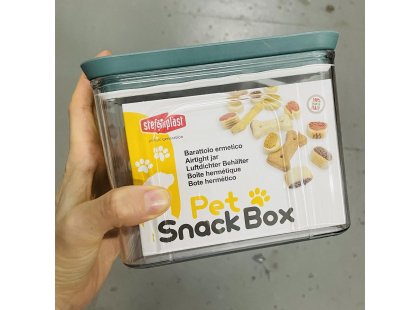 stefanplast
Barattolo ermetico
Airtight jar
Luftdichter Behälter
Boîte hermétique
Bote hermético
Pet
Snack Box